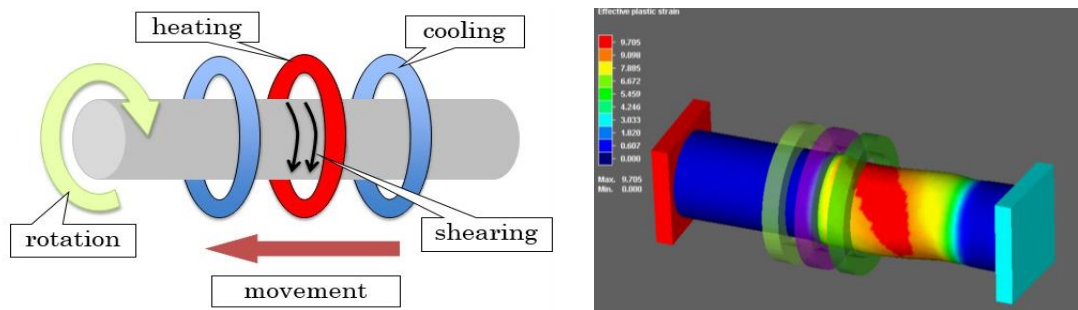 heating
cooling
rotation
shearing
movement
Effective plastic strain
9.705
9.098
7.885
6.672
5.459
4.246
3.033
1.820
0.607
0.000
Max. 9.705
Min. 0.000